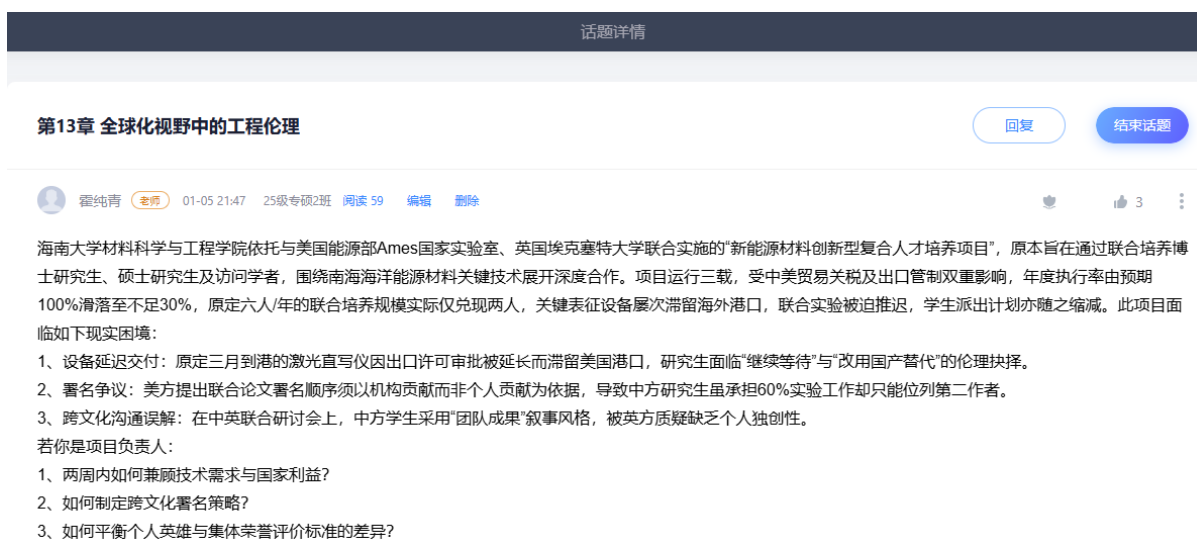 话题详情
第13章 全球化视野中的工程伦理
回复
结束话题
霍纯青 老师 01-05 21:47 25级专硕2班 阅读 59 编辑 删除
3
海南大学材料科学与工程学院依托与美国能源部Ames国家实验室、英国埃克塞特大学联合实施的“新能源材料创新型复合人才培养项目”，原本旨在通过联合培养博
士研究生、硕士研究生及访问学者，围绕南海海洋能源材料关键技术展开深度合作。项目运行三载，受中美贸易关税及出口管制双重影响，年度执行率由预期
100%滑落至不足30%，原定六人/年的联合培养规模实际仅兑现两人，关键表征设备屡次滞留海外港口，联合实验被迫推迟，学生派出计划亦随之缩减。此项目面
临如下现实困境：
1、设备延迟交付：原定三月到港的激光直写仪因出口许可审批被延长而滞留美国港口，研究生面临“继续等待”与“改用国产替代”的伦理抉择。
2、署名争议：美方提出联合论文署名顺序须以机构贡献而非个人贡献为依据，导致中方研究生虽承担60%实验工作却只能位列第二作者。
3、跨文化沟通误解：在中英联合研讨会上，中方学生采用“团队成果”叙事风格，被英方质疑缺乏个人独创性。
若你是项目负责人：
1、两周内如何兼顾技术需求与国家利益？
2、如何制定跨文化署名策略？
3、如何平衡个人英雄与集体荣誉评价标准的差异？